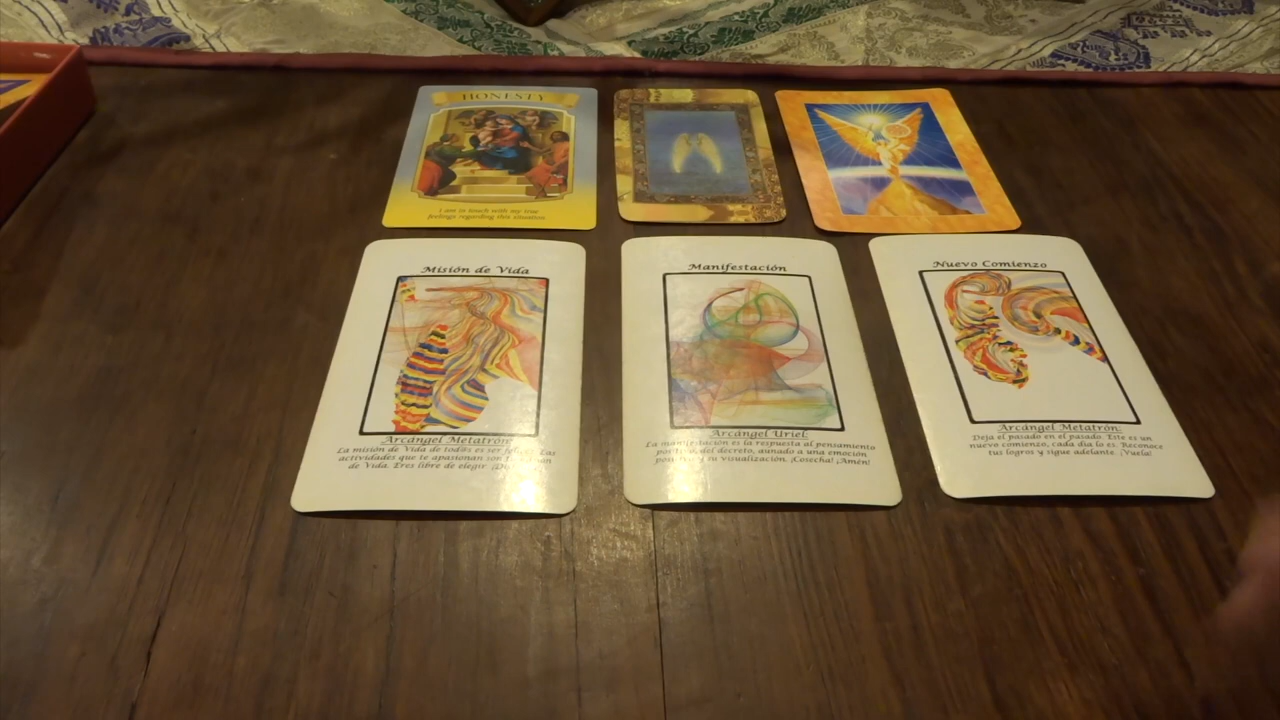 HONESTY
I am in touch with my true
feelings regarding this situation.
Misión de Vida
Arcángel Metatrón:
La misión de Vida de tod@s es ser Las
actividades que te apasionan son
de Vida. Eres libre de elegir.
Manifestación
Arcángel Uriel:
La manifestación es la respuesta al pensamiento
del decreto, aunado a una emoción
su visualización. ¡Cosecha! ¡Amén!
Nuevo Comienzo
Arcángel Metatrón:
Deja el pasado en el pasado. Este es un
nuevo comienzo, cada día lo es. Reconoce
tus logros y sigue adelante. ¡Vuela!